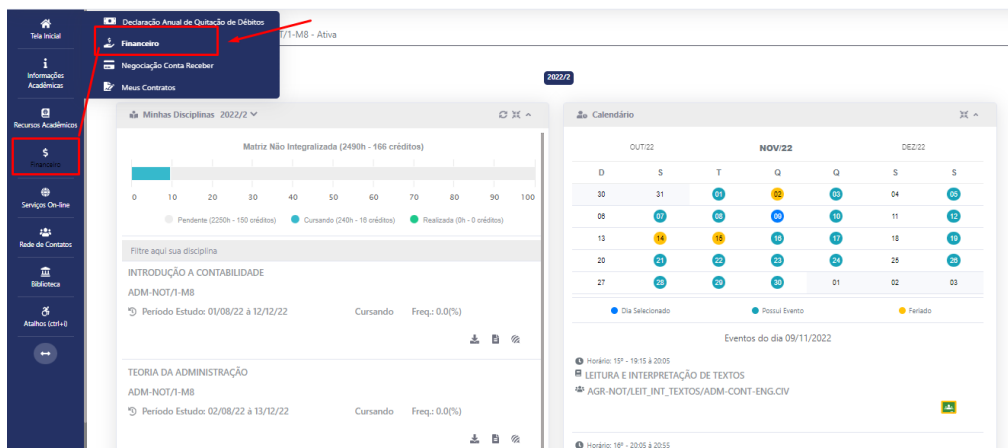 Tela Inicial
Informações
Acadêmicas
Recursos Acadêmicos
Financeiro
Serviços On-line
Rede de Contatos
Biblioteca
Atalhos (ctrl+i)
Declaração Anual de Quitação de Débitos
Financeiro
Negociação Conta Receber
Meus Contratos
T/1-M8 - Ativa
2022/2
Minhas Disciplinas 2022/2
Matriz Não Integralizada (2490h - 166 créditos)
0 10 20 30 40 50 60 70 80 90 100
Pendente (2250h - 150 créditos) Cursando (240h - 18 créditos) Realizada (0h - 0 créditos)
Filtre aqui sua disciplina
INTRODUÇÃO A CONTABILIDADE
ADM-NOT/1-M8
Período Estudo: 01/08/22 à 12/12/22 Cursando Freq.: 0.0(%)
TEORIA DA ADMINISTRAÇÃO
ADM-NOT/1-M8
Período Estudo: 02/08/22 à 13/12/22 Cursando Freq.: 0.0(%)
Calendário
OUT/22 NOV/22 DEZ/22
D S T Q Q S S
30 31 01 02 03 04 05
06 07 08 09 10 11 12
13 14 15 16 17 18 19
20 21 22 23 24 25 26
27 28 29 30 01 02 03
Dia Selecionado Possui Evento Feriado
Eventos do dia 09/11/2022
Horário: 15º - 19:15 à 20:05
LEITURA E INTERPRETAÇÃO DE TEXTOS
AGR-NOT/LEIT_INT_TEXTOS/ADM-CONT-ENG.CIV
Horário: 16º - 20:05 à 20:55